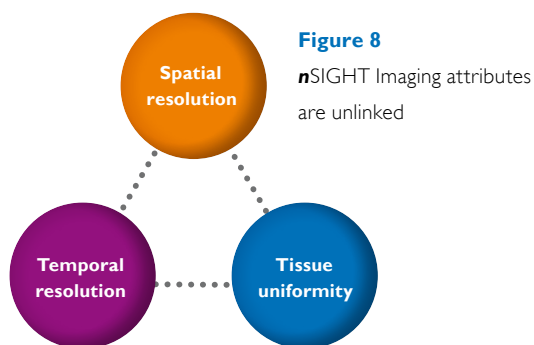 Spatial
resolution
Figure 8
nSIGHT Imaging attributes
are unlinked
Temporal
resolution
Tissue
uniformity